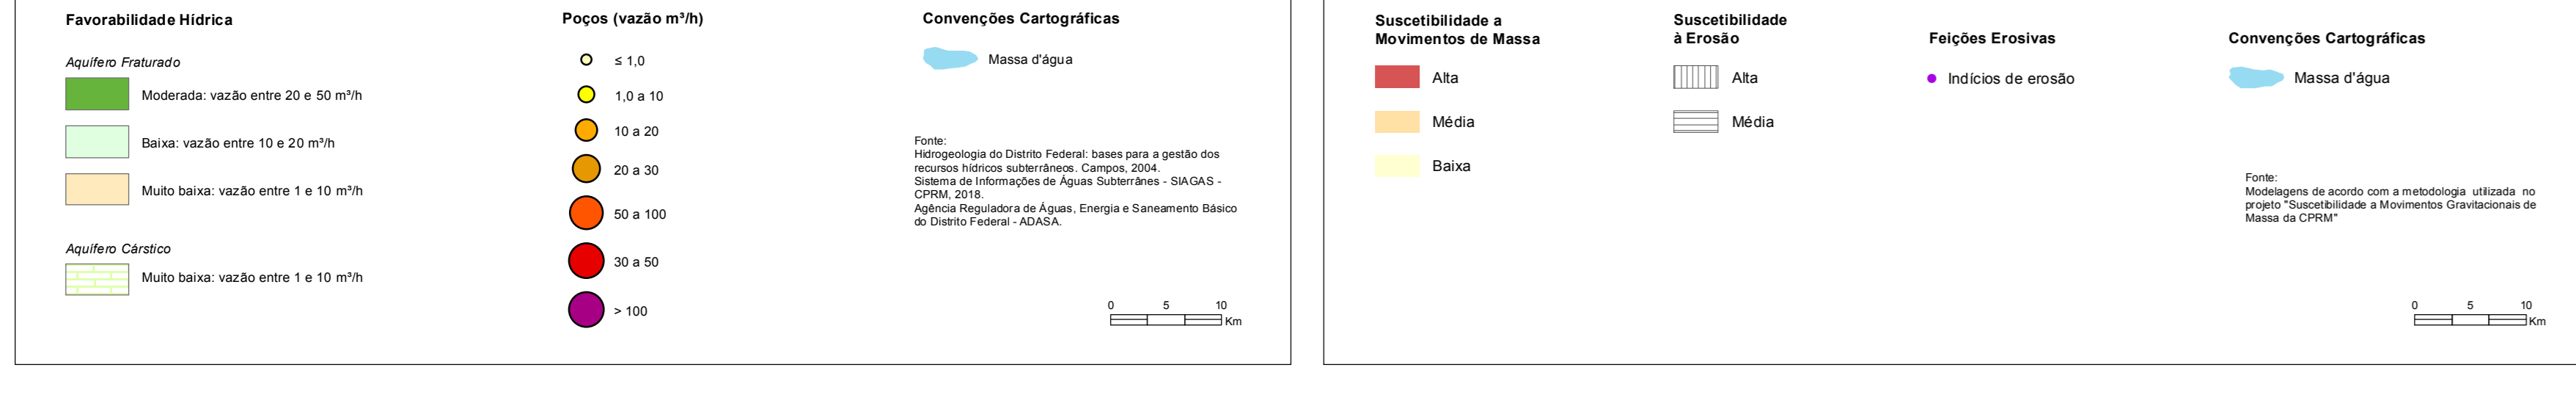 Favorabilidade Hídrica
Aquífero Fraturado
Moderada: vazão entre 20 e 50 m³/h
Baixa: vazão entre 10 e 20 m³/h
Muito baixa: vazão entre 1 e 10 m³/h
Aquífero Cárstico
Muito baixa: vazão entre 1 e 10 m³/h
Poços (vazão m³/h)
≤ 1,0
1,0 a 10
10 a 20
20 a 30
50 a 100
30 a 50
> 100
Convenções Cartográficas
Massa d'água
Fonte:
Hidrogeologia do Distrito Federal: bases para a gestão dos
recursos hídricos subterrâneos. Campos, 2004.
Sistema de Informações de Águas Subterrânes - SIAGAS -
CPRM, 2018.
Agência Reguladora de Águas, Energia e Saneamento Básico
do Distrito Federal - ADASA.
0 5 10
Km
Suscetibilidade a
Movimentos de Massa
Alta
Média
Baixa
Suscetibilidade
à Erosão
Alta
Média
Feições Erosivas
Indícios de erosão
Convenções Cartográficas
Massa d'água
Fonte:
Modelagens de acordo com a metodologia utilizada no
projeto "Suscetibilidade a Movimentos Gravitacionais de
Massa da CPRM"
0 5 10
Km